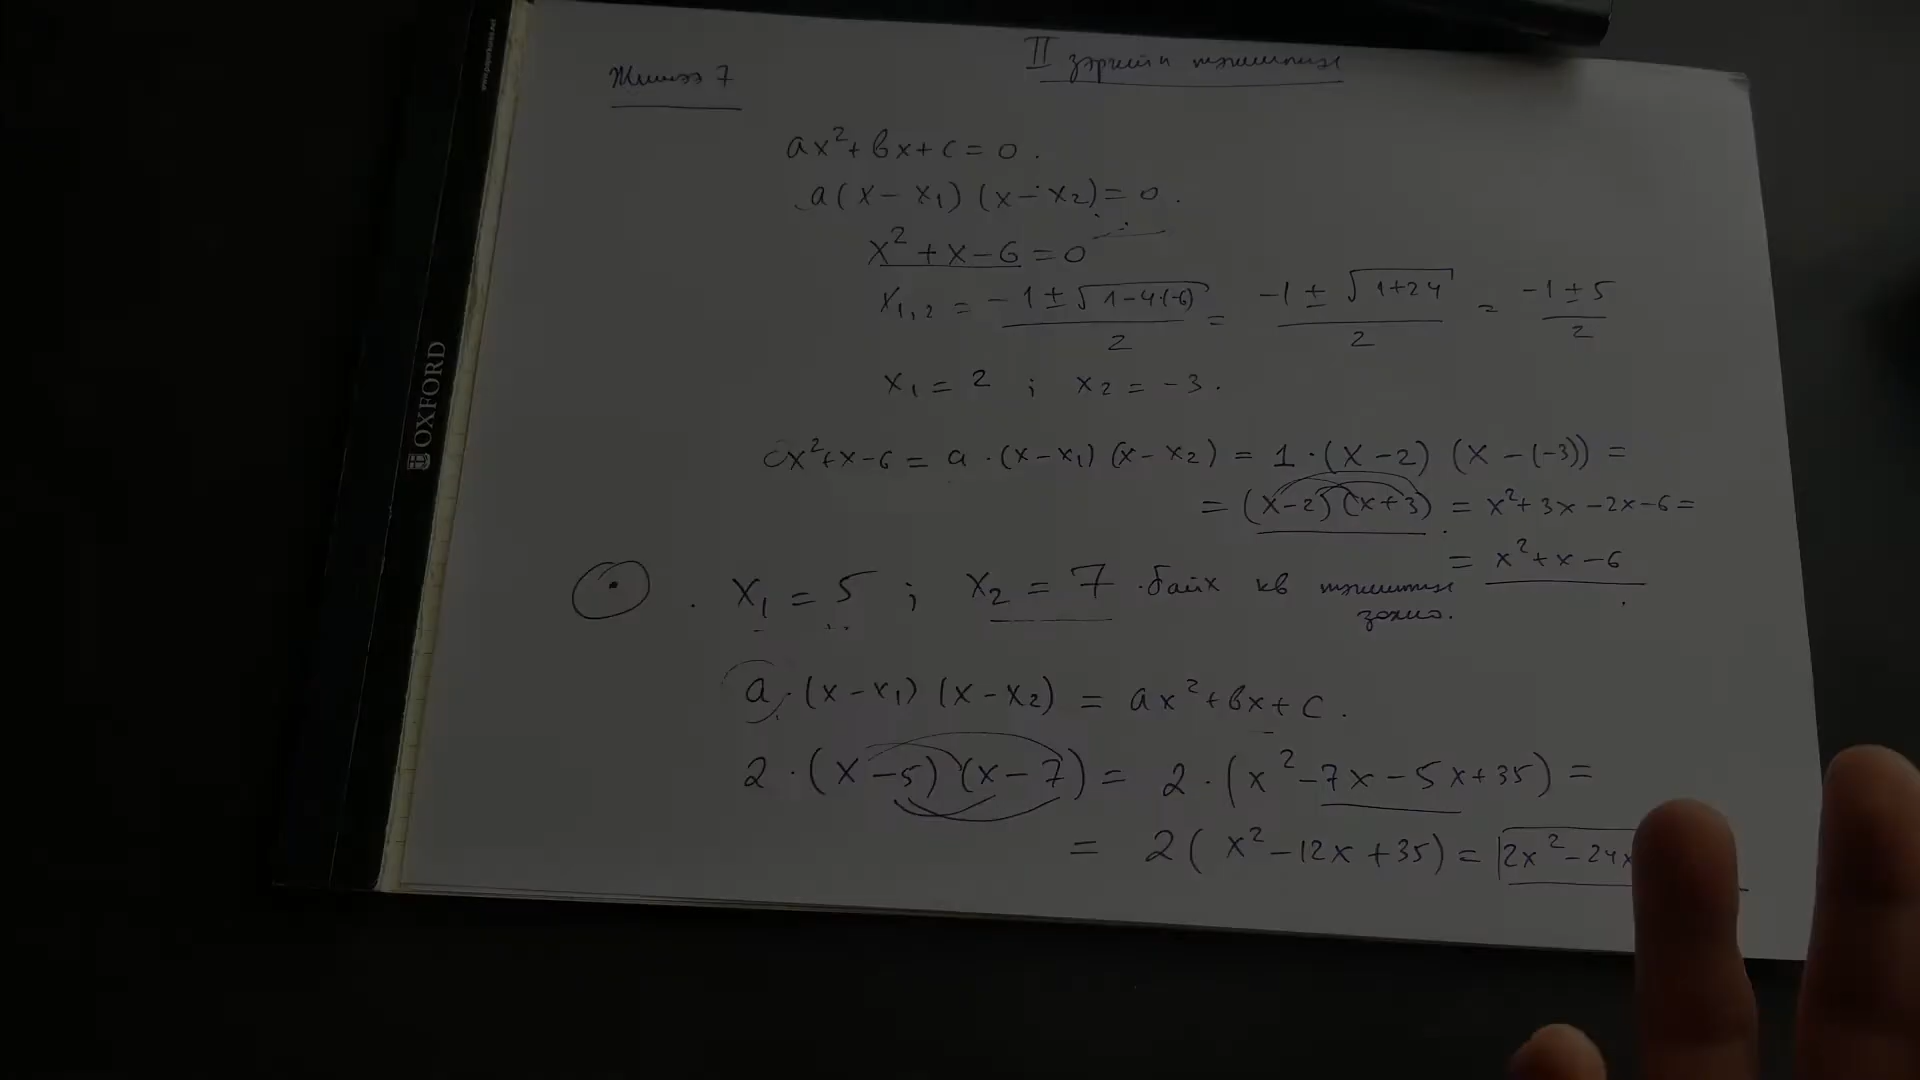 Жишээ 7
II зэргийн тэгшитгэл
ax²+bx+c=0.
a(x-x₁)(x-x₂)=0.
x²+x-6=0
x₁,₂ = (-1±√(1-4·(-6)))/2 = (-1±√(1+24))/2 = (-1±5)/2
x₁=2 ; x₂=-3.
x²+x-6 = a·(x-x₁)(x-x₂) = 1·(x-2)(x-(-3)) =
= (x-2)(x+3) = x²+3x-2x-6 =
= x²+x-6
x₁=5 ; x₂=7 байх кв тэгшитгэл
зохио.
a·(x-x₁)(x-x₂) = ax²+bx+c.
2·(x-5)(x-7) = 2·(x²-7x-5x+35) =
= 2(x²-12x+35) = 2x²-24x
OXFORD